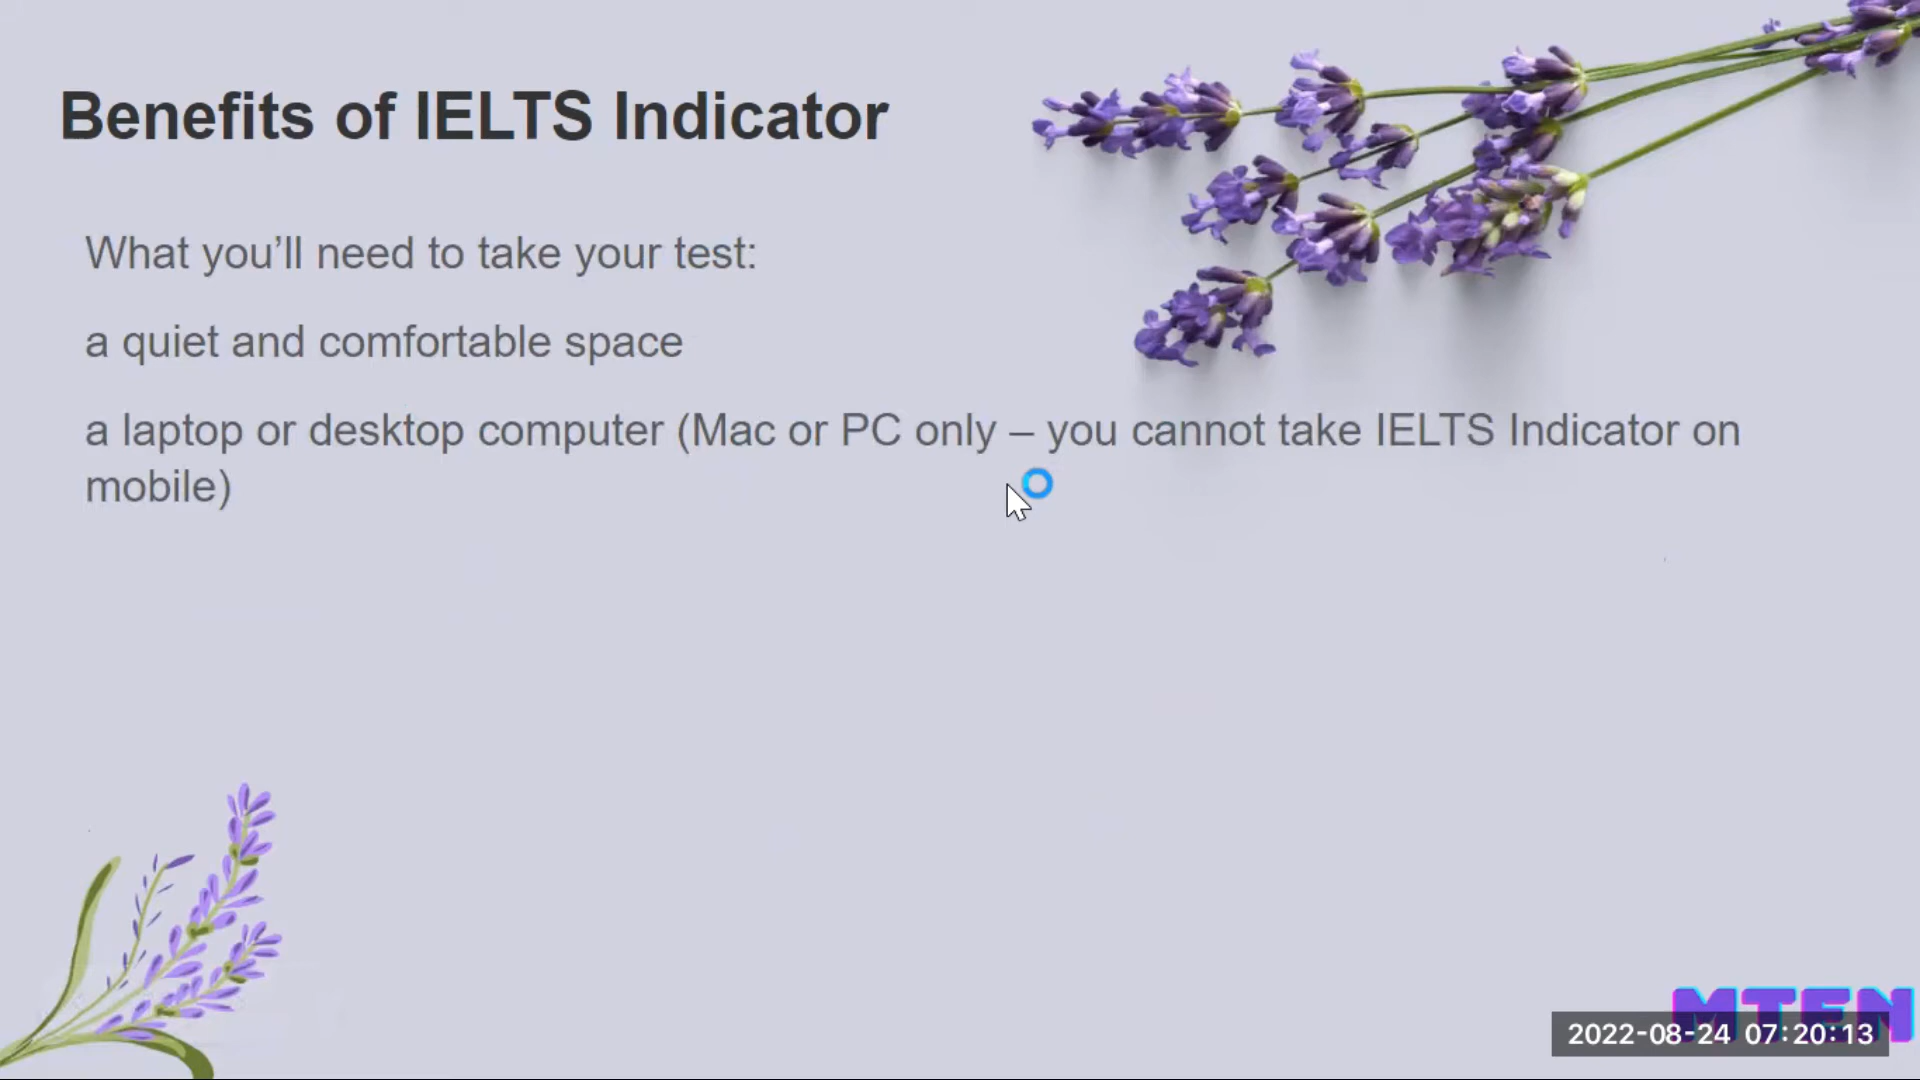 Benefits of IELTS Indicator
What you’ll need to take your test:
a quiet and comfortable space
a laptop or desktop computer (Mac or PC only – you cannot take IELTS Indicator on
mobile)
MTEN
2022-08-24 07:20:13